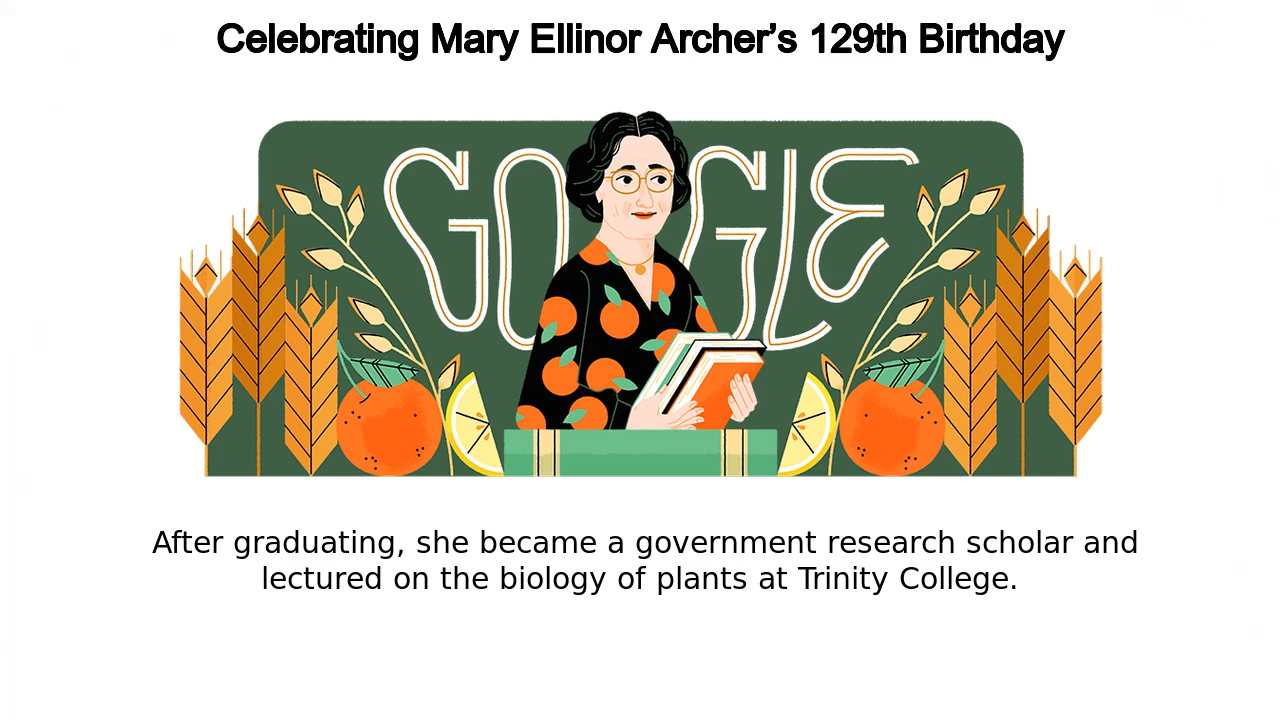 Celebrating Mary Ellinor Archer’s 129th Birthday
GOOGLE
After graduating, she became a government research scholar and
lectured on the biology of plants at Trinity College.